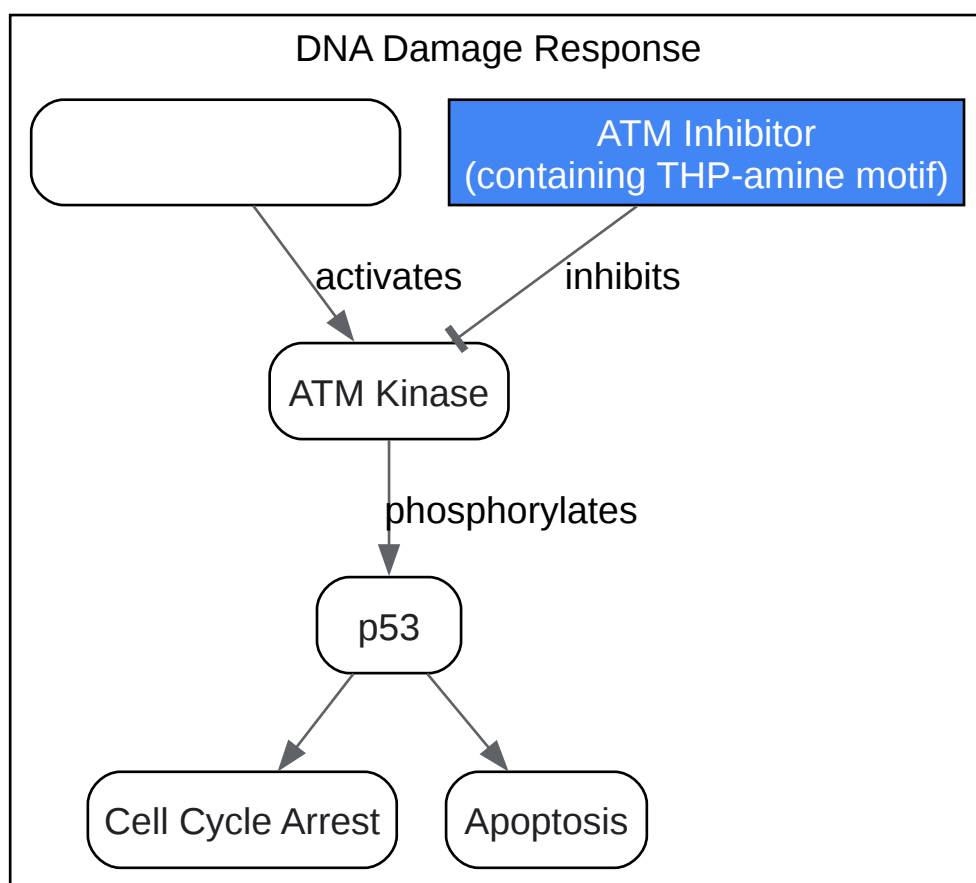 DNA Damage Response
ATM Inhibitor
(containing THP-amine motif)
activates
inhibits
ATM Kinase
phosphorylates
p53
Cell Cycle Arrest
Apoptosis